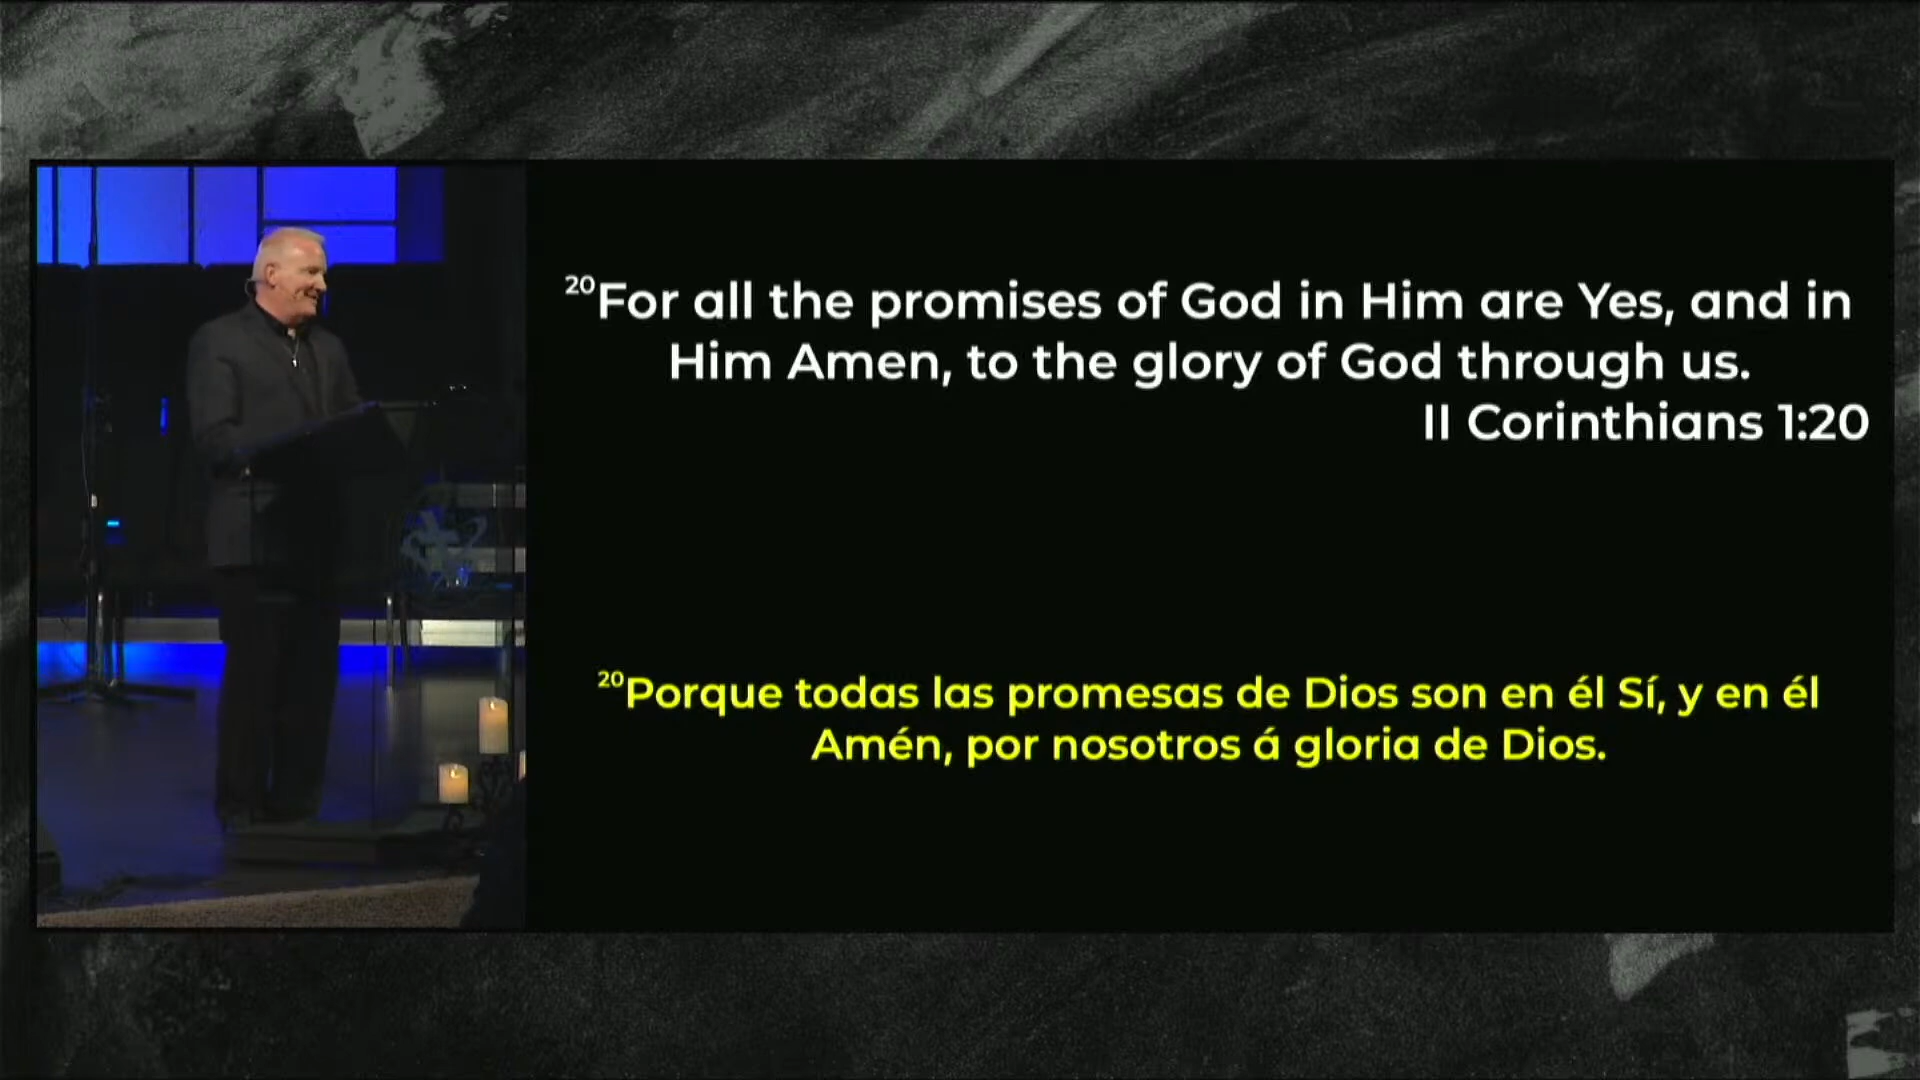 ²⁰For all the promises of God in Him are Yes, and in
Him Amen, to the glory of God through us.
II Corinthians 1:20
²⁰Porque todas las promesas de Dios son en él Sí, y en él
Amén, por nosotros á gloria de Dios.